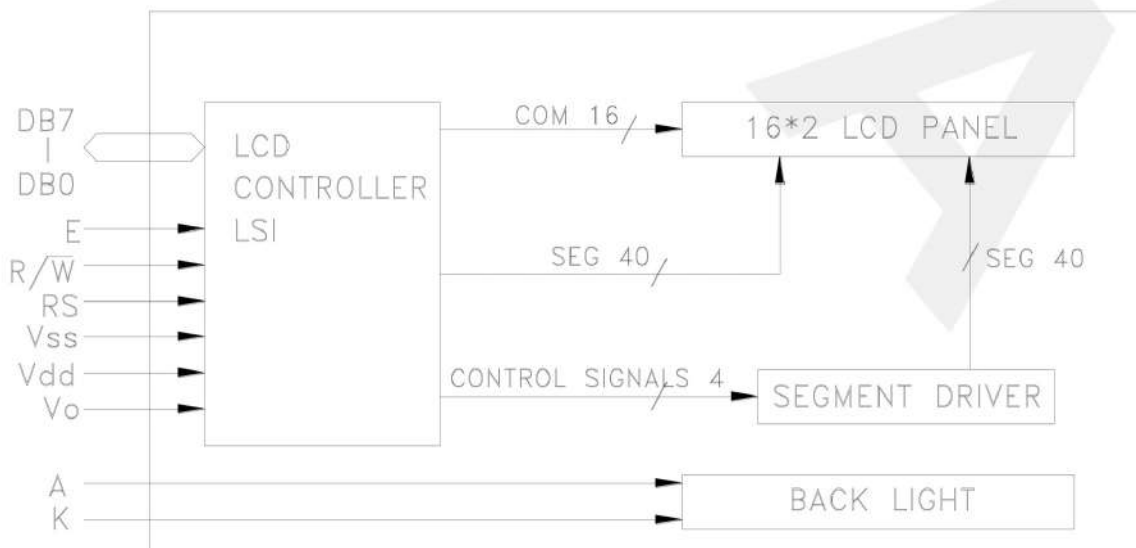 DB7
|
DB0
E
R/W̅
RS
Vss
Vdd
Vo
A
K
LCD
CONTROLLER
LSI
COM 16
16*2 LCD PANEL
SEG 40
SEG 40
CONTROL SIGNALS 4
SEGMENT DRIVER
BACK LIGHT